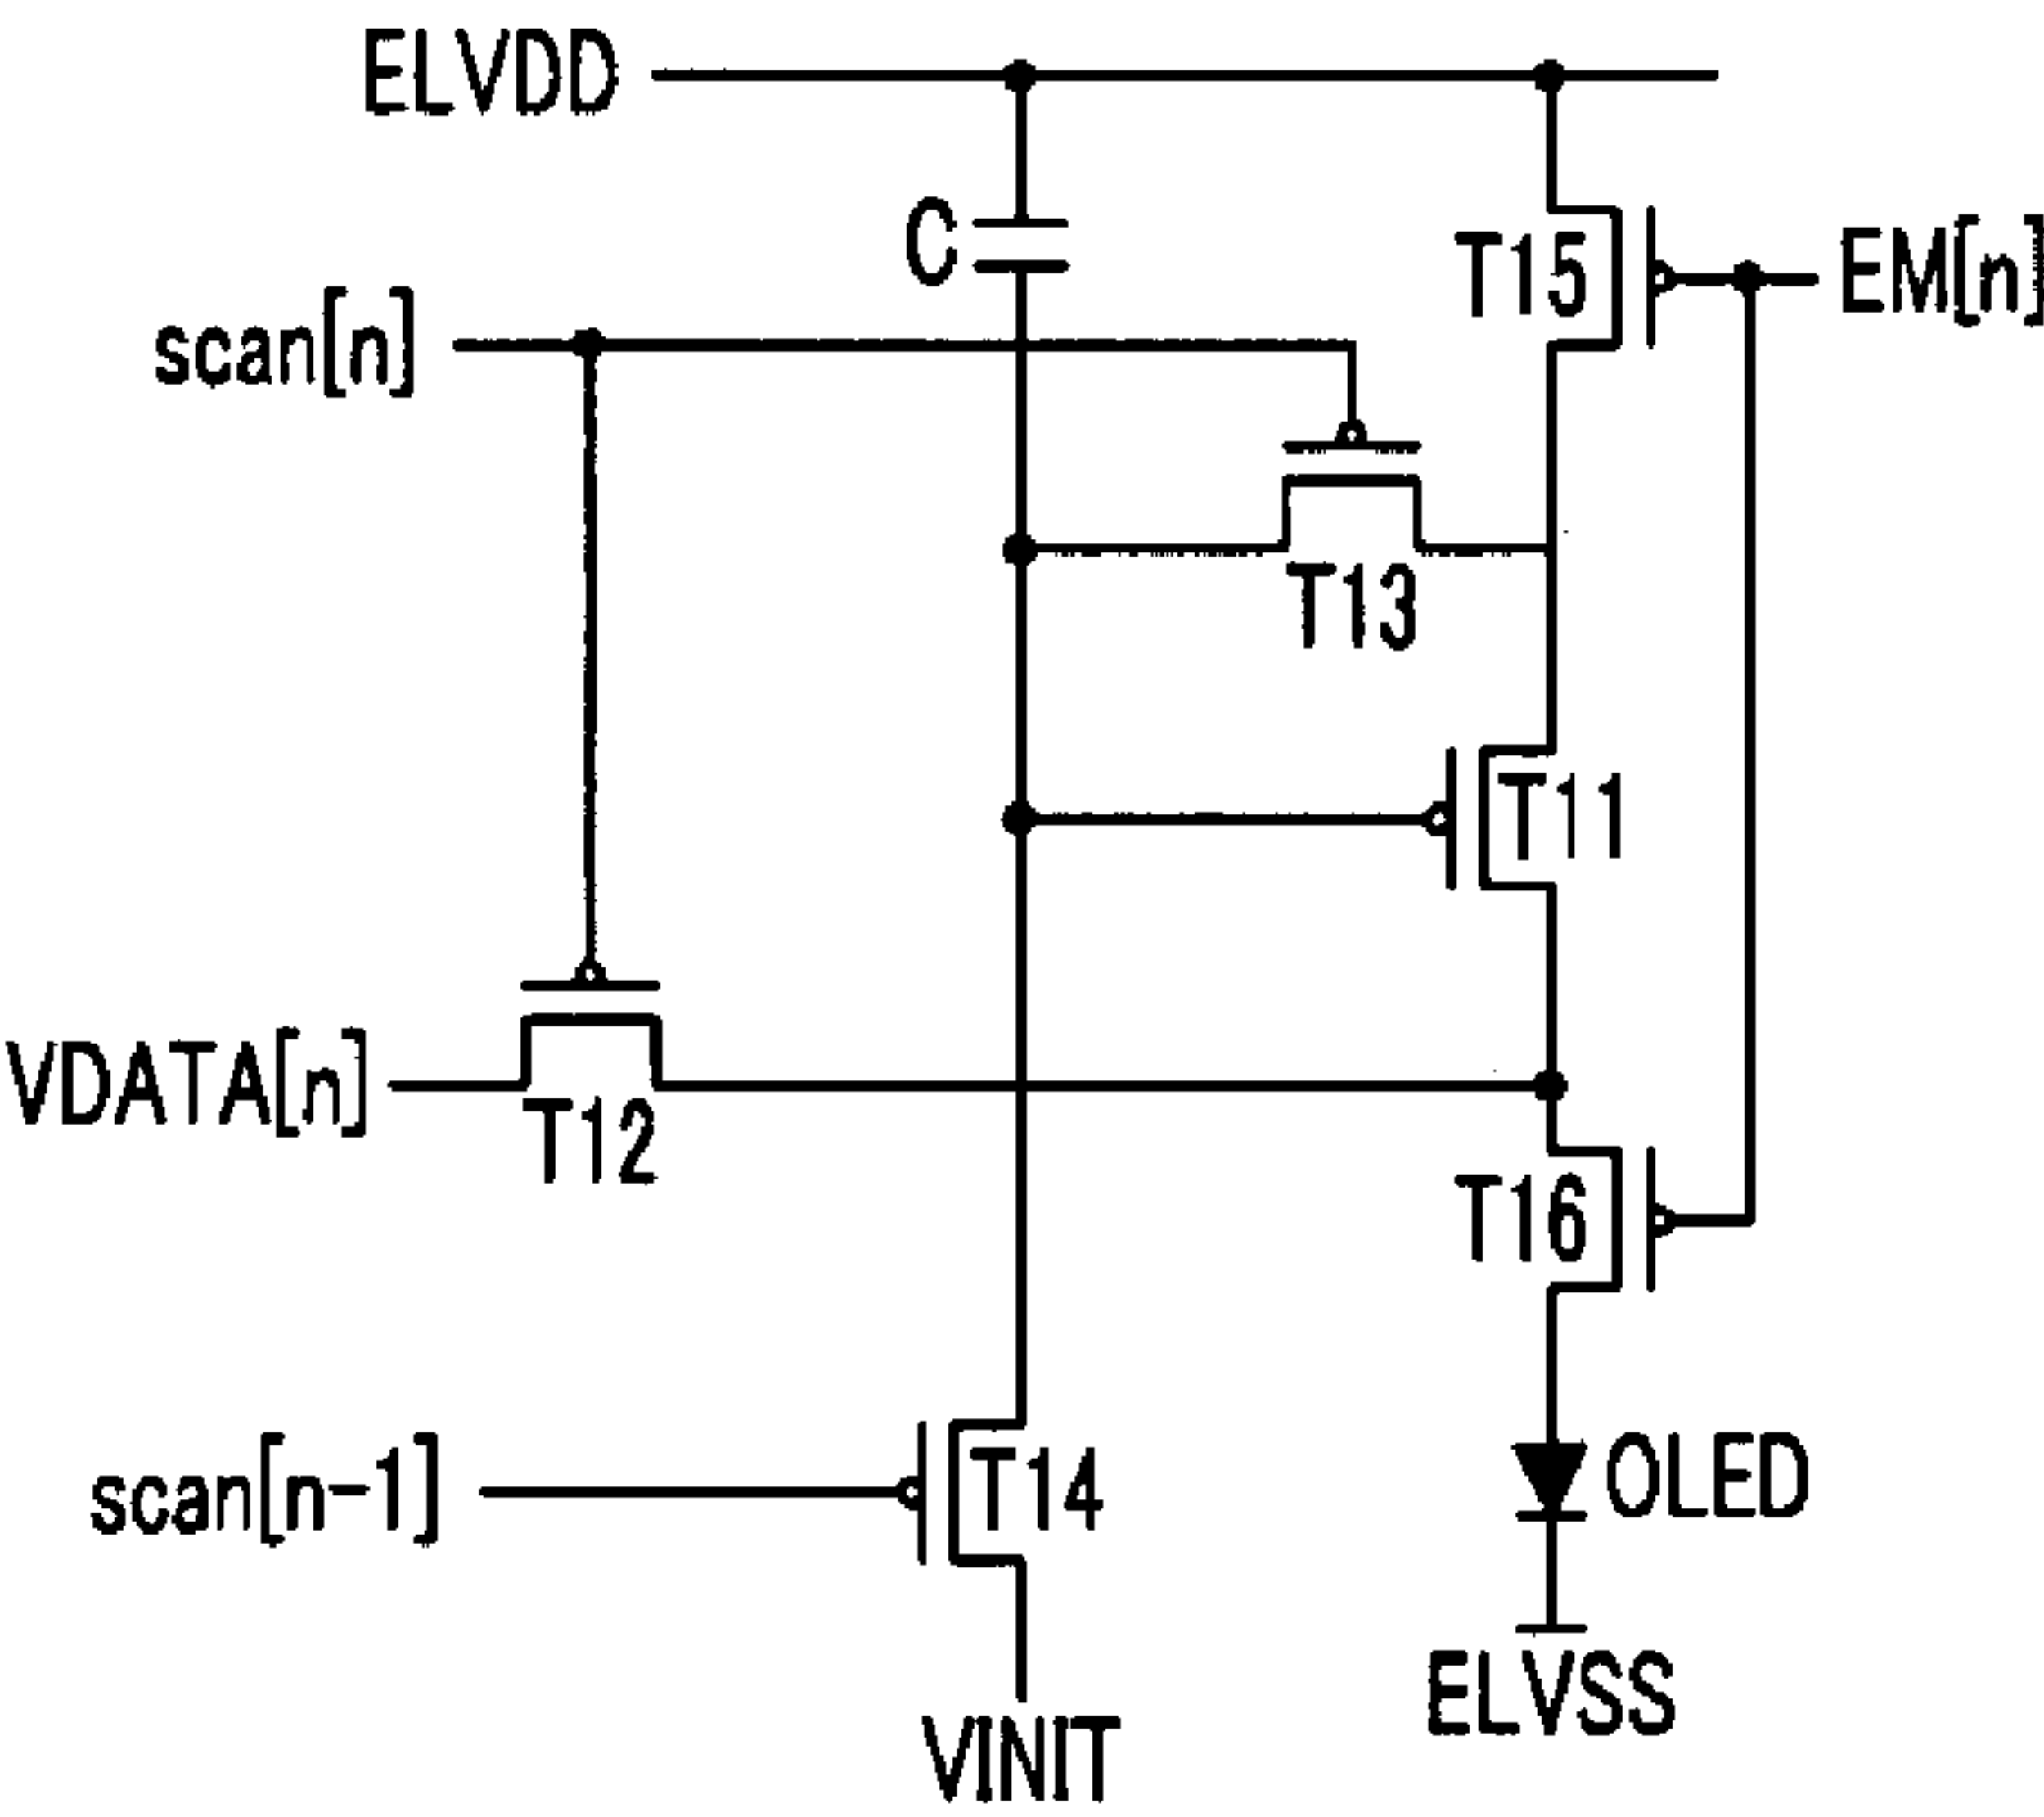 ELVDD
C
T15
EM[n]
scan[n]
T13
T11
VDATA[n]
T12
T16
scan[n-1]
T14
OLED
ELVSS
VINIT